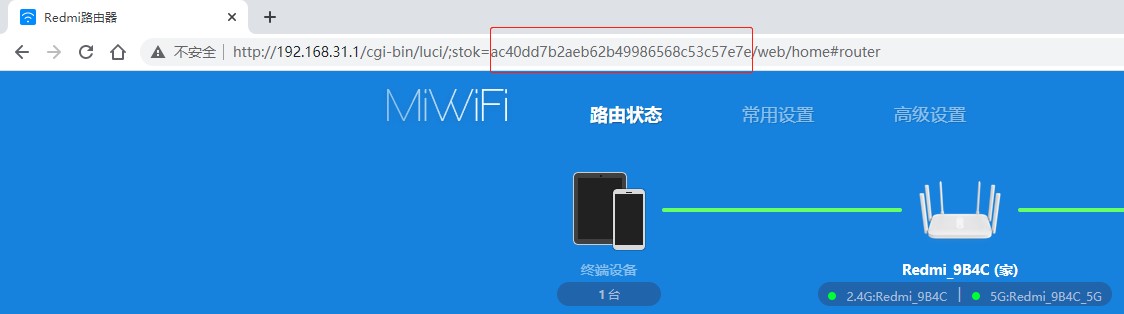 Redmi路由器
不安全 | http://192.168.31.1/cgi-bin/luci/;stok=ac40dd7b2aeb62b49986568c53c57e7e/web/home#router
MiWiFi 路由状态 常用设置 高级设置
终端设备 Redmi_9B4C (家)
1 台 2.4G:Redmi_9B4C | 5G:Redmi_9B4C_5G